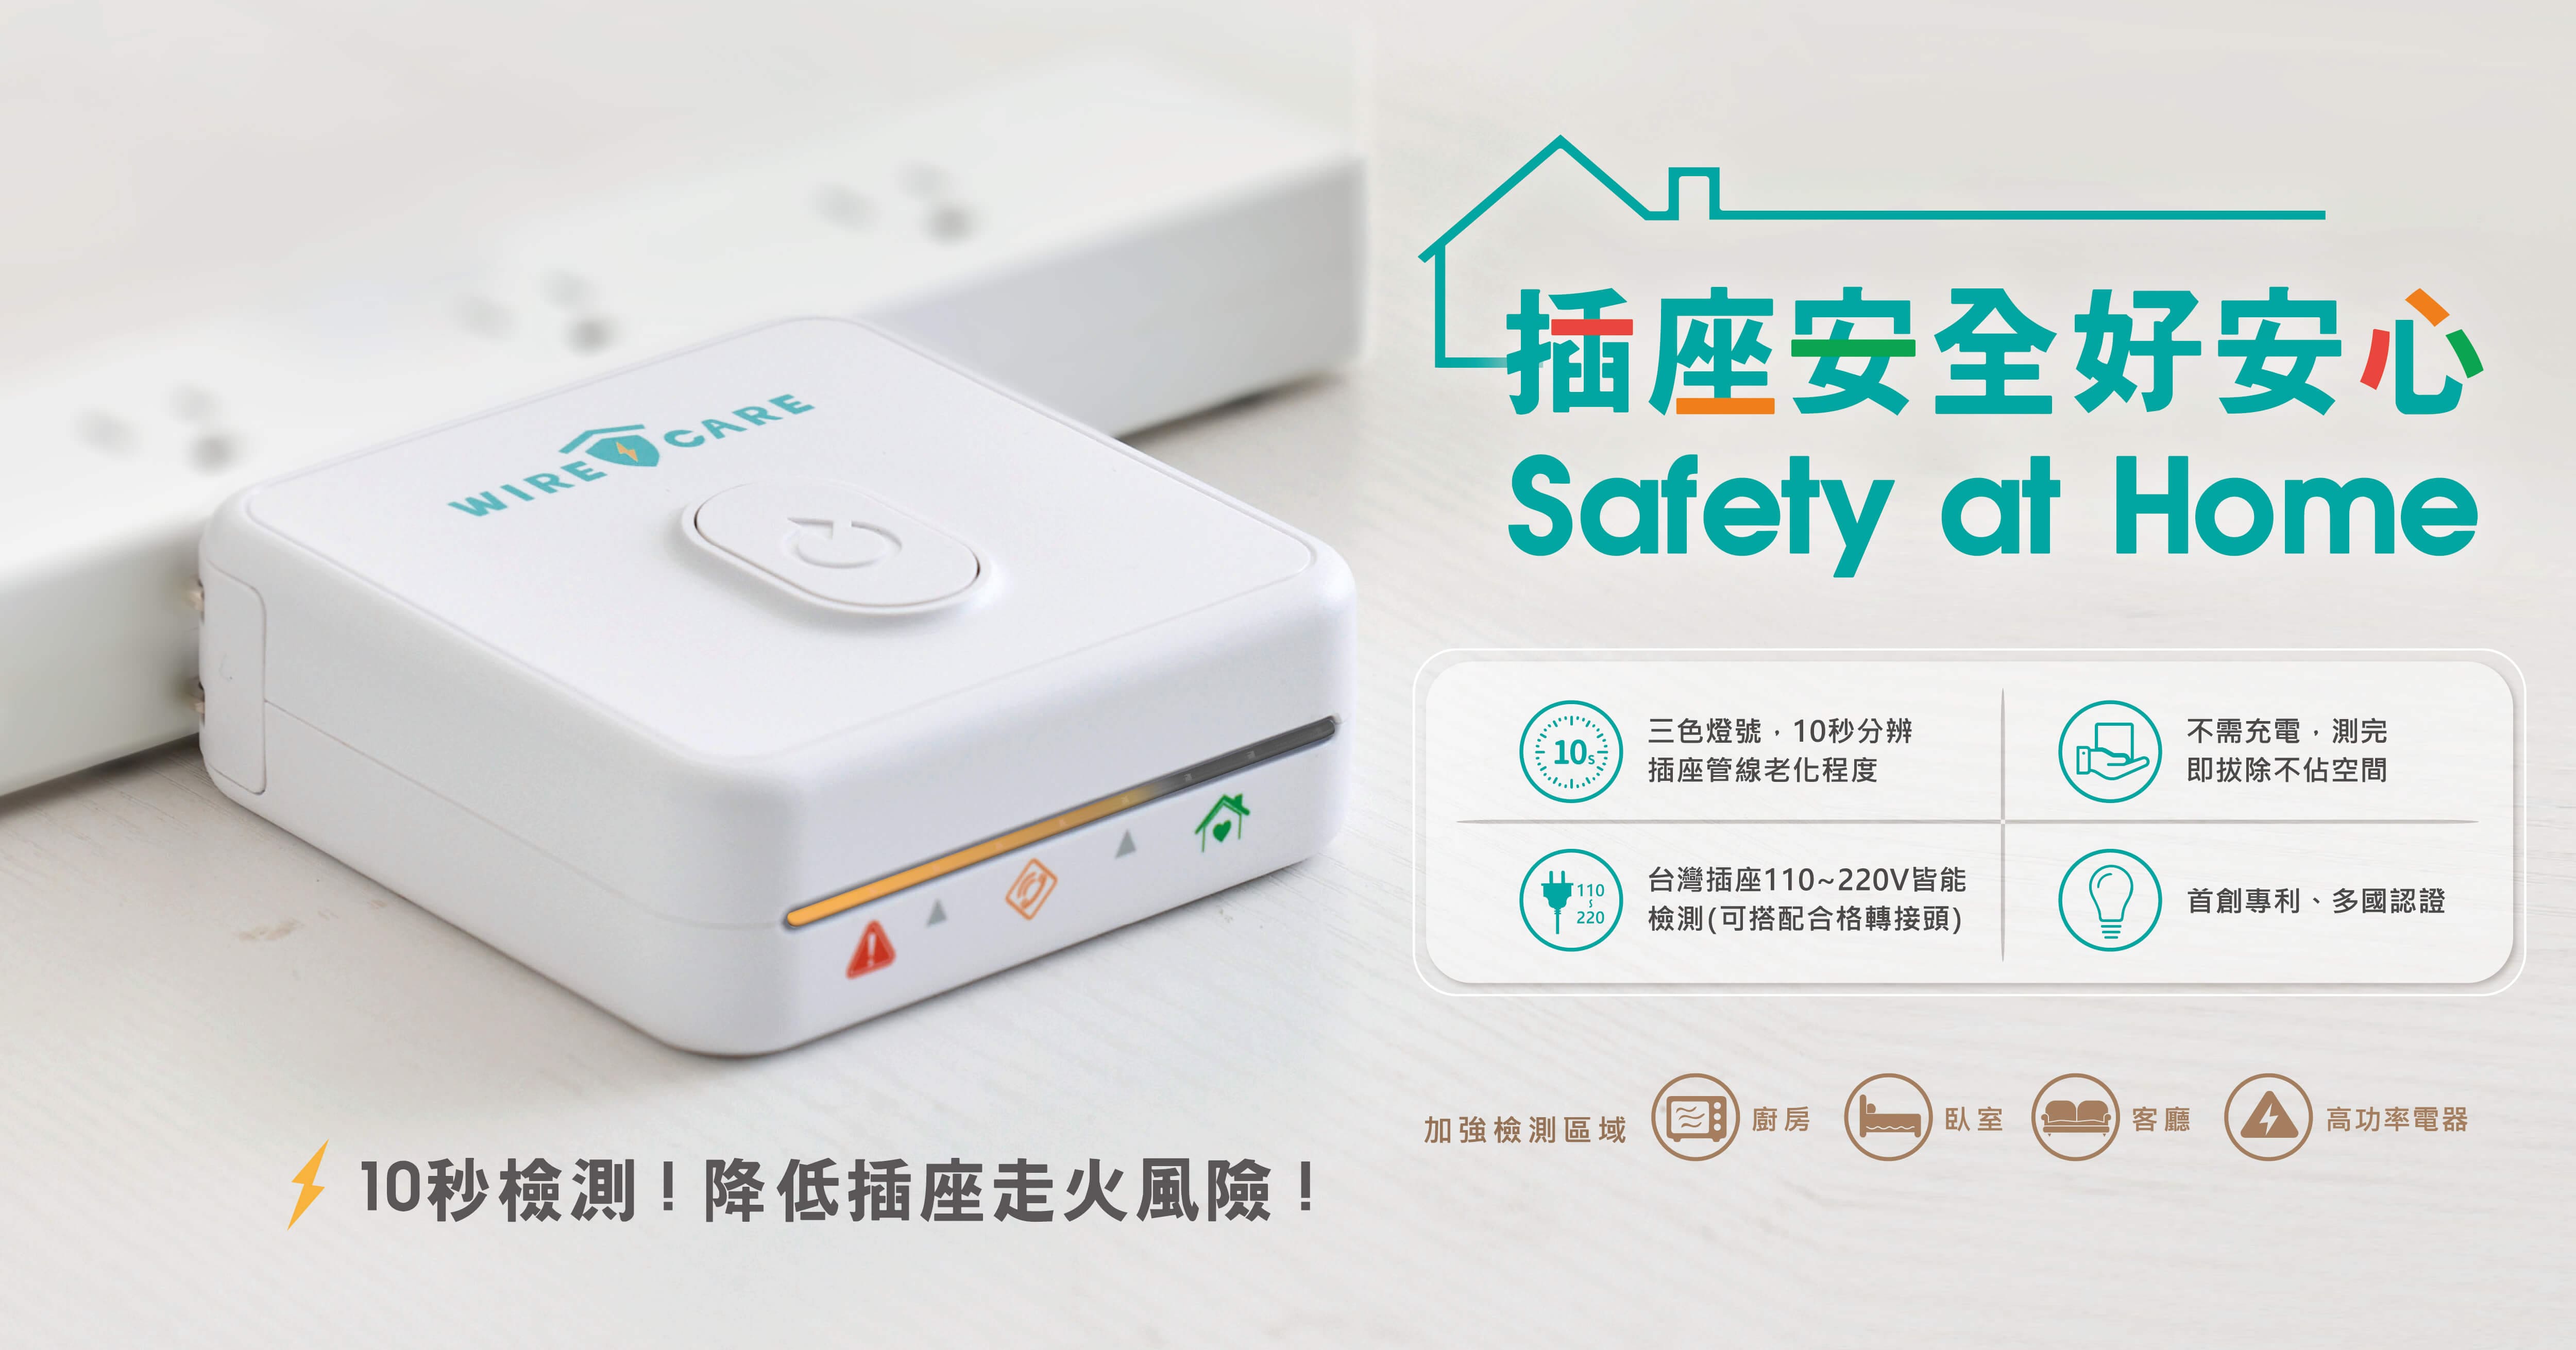 WIRE CARE
10秒檢測！降低插座走火風險！
插座安全好安心
Safety at Home
10s
三色燈號，10秒分辨
插座管線老化程度
不需充電，測完
即拔除不佔空間
110
~
220
台灣插座110~220V皆能
檢測(可搭配合格轉接頭)
首創專利、多國認證
加強檢測區域
廚房
臥室
客廳
高功率電器